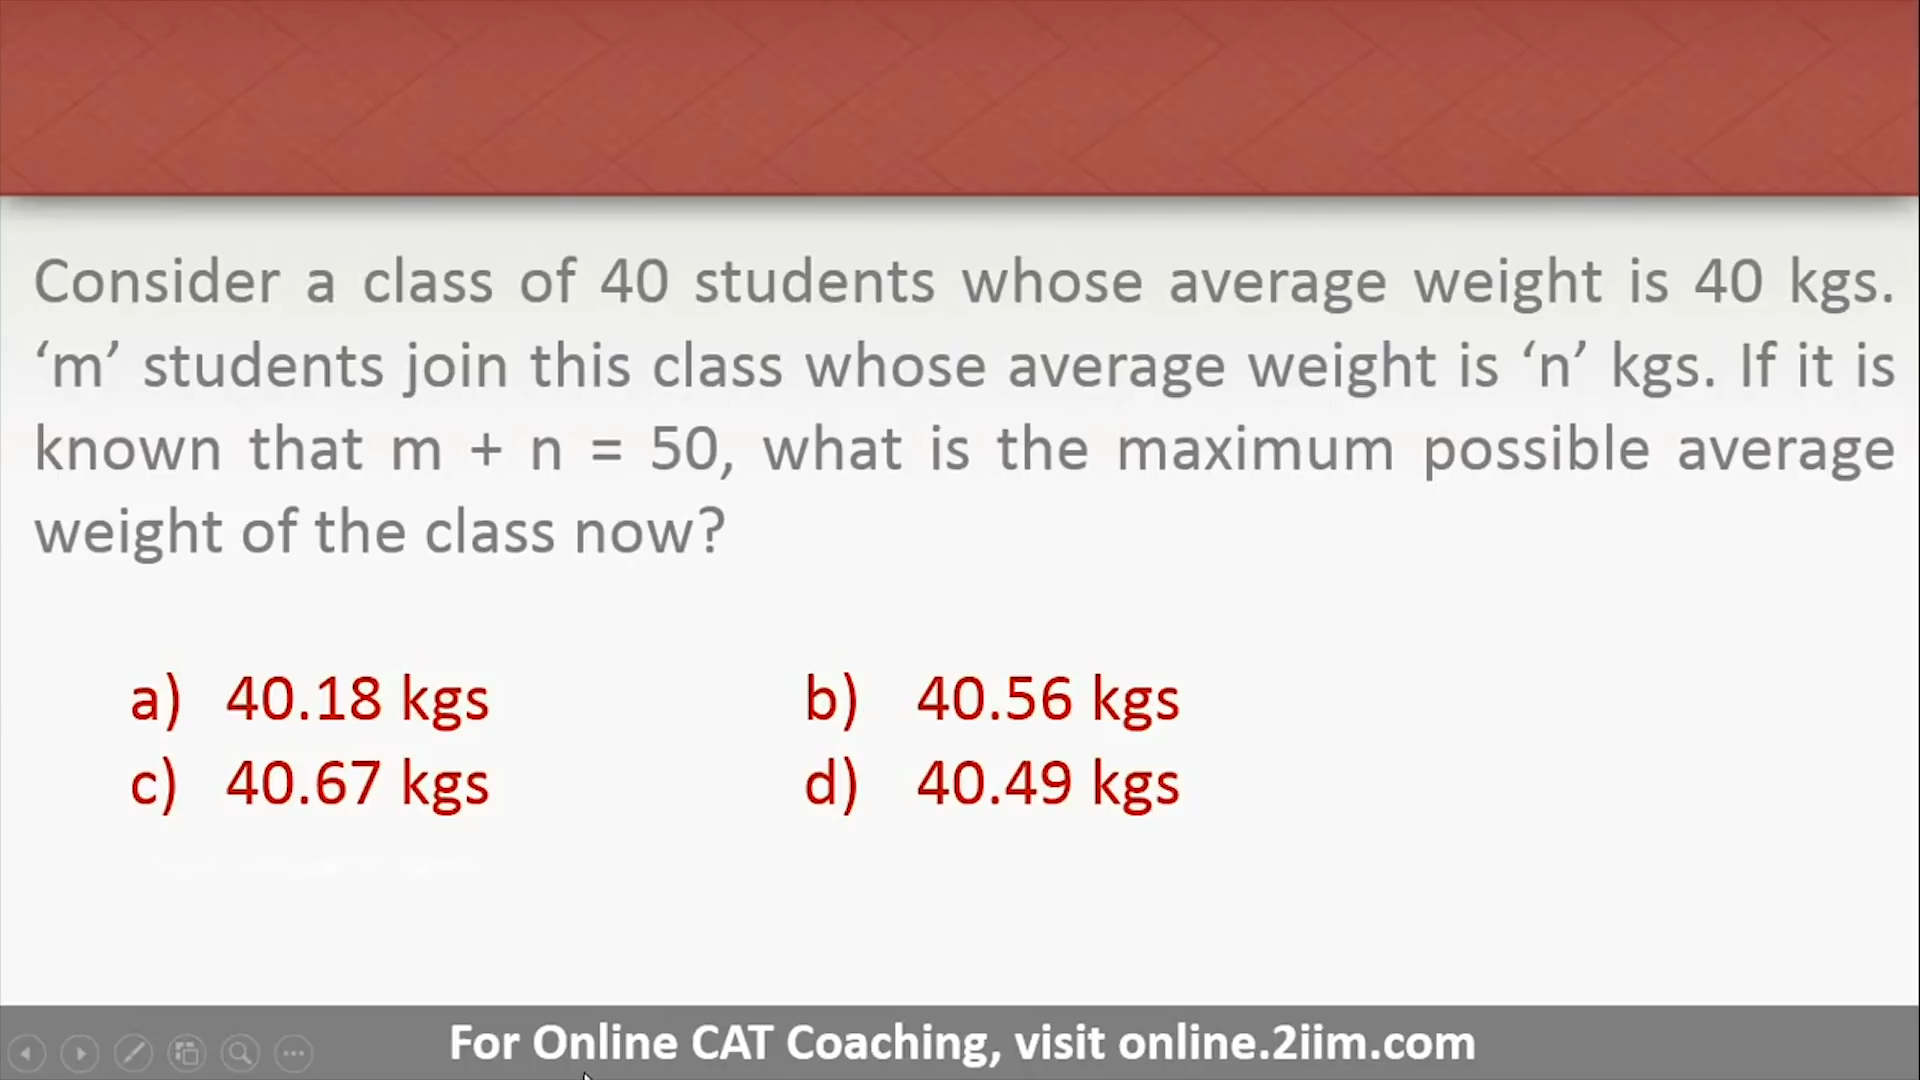 Consider a class of 40 students whose average weight is 40 kgs.
‘m’ students join this class whose average weight is ‘n’ kgs. If it is
known that m + n = 50, what is the maximum possible average
weight of the class now?
a) 40.18 kgs b) 40.56 kgs
c) 40.67 kgs d) 40.49 kgs
For Online CAT Coaching, visit online.2iim.com